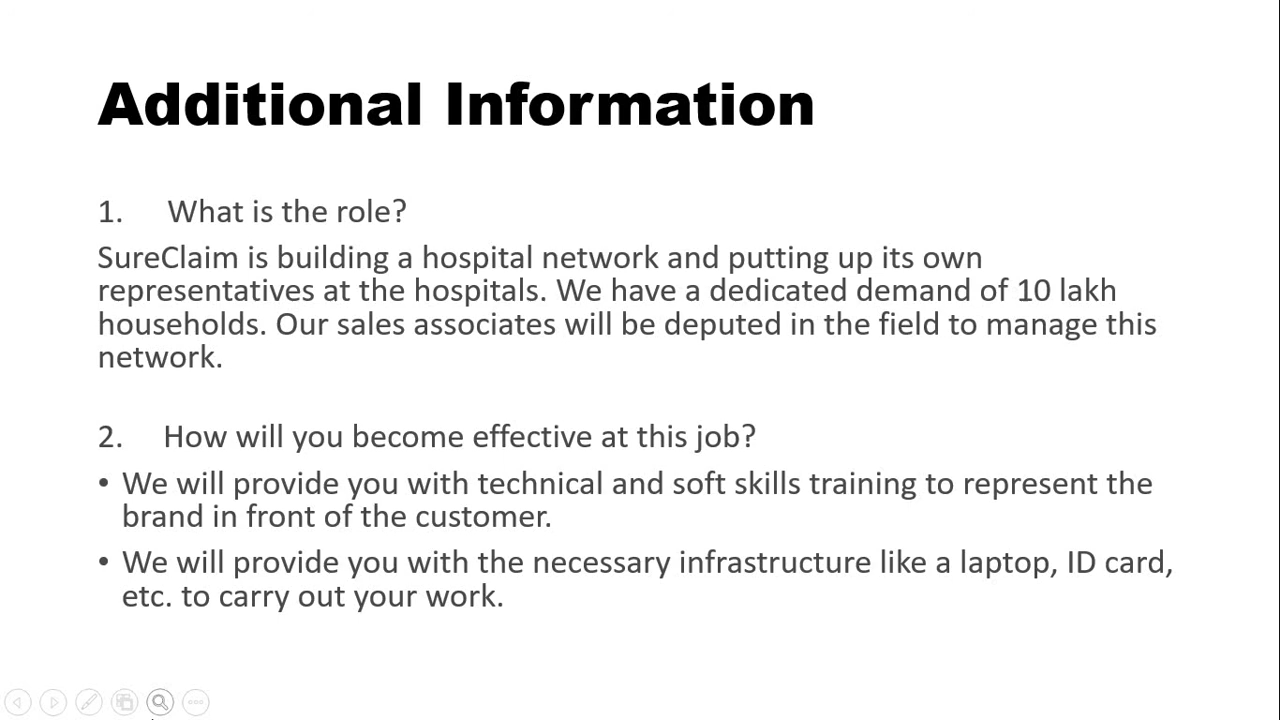 Additional Information
1. What is the role?
SureClaim is building a hospital network and putting up its own
representatives at the hospitals. We have a dedicated demand of 10 lakh
households. Our sales associates will be deputed in the field to manage this
network.
2. How will you become effective at this job?
• We will provide you with technical and soft skills training to represent the
brand in front of the customer.
• We will provide you with the necessary infrastructure like a laptop, ID card,
etc. to carry out your work.